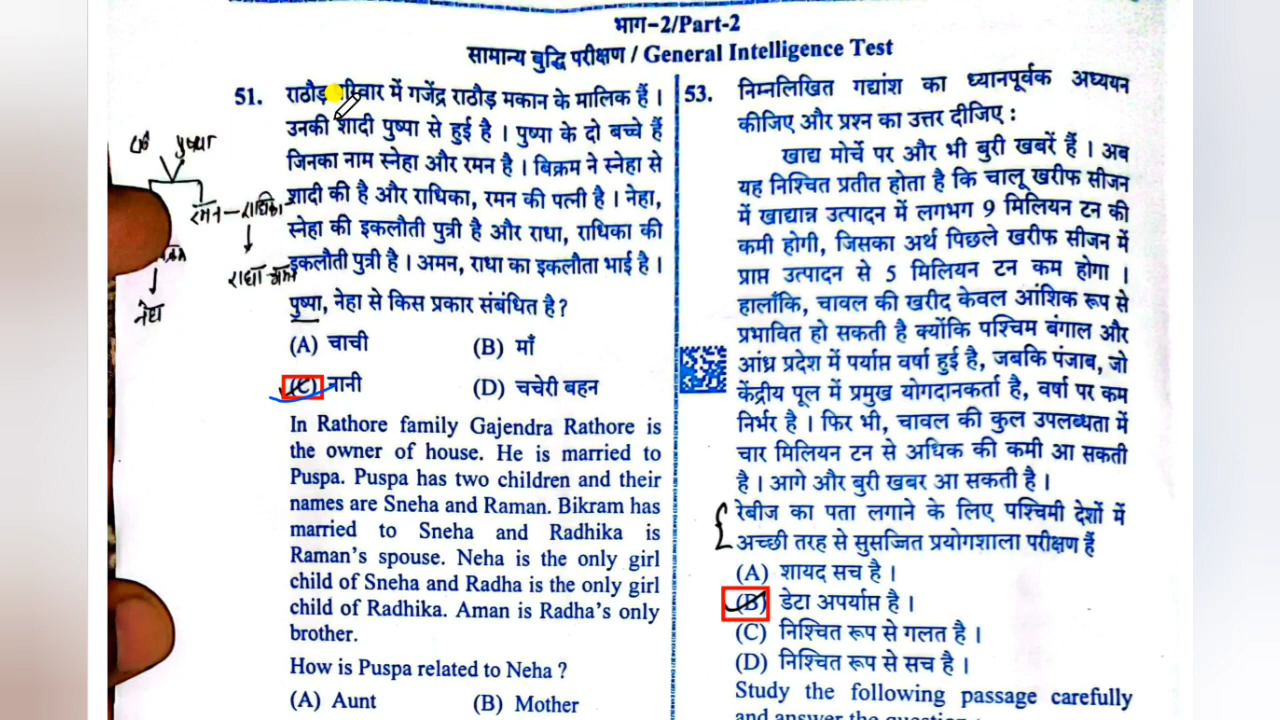 भाग-2/Part-2
सामान्य बुद्धि परीक्षण / General Intelligence Test
51. राठौड़ परिवार में गजेंद्र राठौड़ मकान के मालिक हैं ।
उनकी शादी पुष्पा से हुई है । पुष्पा के दो बच्चे हैं
जिनका नाम स्नेहा और रमन है । बिक्रम ने स्नेहा से
शादी की है और राधिका, रमन की पत्नी है । नेहा,
स्नेहा की इकलौती पुत्री है और राधा, राधिका की
इकलौती पुत्री है । अमन, राधा का इकलौता भाई है ।
पुष्पा, नेहा से किस प्रकार संबंधित है ?
(A) चाची (B) माँ
(C) नानी (D) चचेरी बहन
In Rathore family Gajendra Rathore is
the owner of house. He is married to
Puspa. Puspa has two children and their
names are Sneha and Raman. Bikram has
married to Sneha and Radhika is
Raman's spouse. Neha is the only girl
child of Sneha and Radha is the only girl
child of Radhika. Aman is Radha's only
brother.
How is Puspa related to Neha ?
(A) Aunt (B) Mother
पुष्पा
रमन - राधिका
राधा
नेहा
53. निम्नलिखित गद्यांश का ध्यानपूर्वक अध्ययन
कीजिए और प्रश्न का उत्तर दीजिए :
खाद्य मोर्चे पर और भी बुरी खबरें हैं । अब
यह निश्चित प्रतीत होता है कि चालू खरीफ सीजन
में खाद्यान्न उत्पादन में लगभग 9 मिलियन टन की
कमी होगी, जिसका अर्थ पिछले खरीफ सीजन में
प्राप्त उत्पादन से 5 मिलियन टन कम होगा ।
हालाँकि, चावल की खरीद केवल आंशिक रूप से
प्रभावित हो सकती है क्योंकि पश्चिम बंगाल और
आंध्र प्रदेश में पर्याप्त वर्षा हुई है, जबकि पंजाब, जो
केंद्रीय पूल में प्रमुख योगदानकर्ता है, वर्षा पर कम
निर्भर है । फिर भी, चावल की कुल उपलब्धता में
चार मिलियन टन से अधिक की कमी आ सकती
है । आगे और बुरी खबर आ सकती है ।
रेबीज का पता लगाने के लिए पश्चिमी देशों में
अच्छी तरह से सुसज्जित प्रयोगशाला परीक्षण हैं
(A) शायद सच है ।
(B) डेटा अपर्याप्त है ।
(C) निश्चित रूप से गलत है ।
(D) निश्चित रूप से सच है ।
Study the following passage carefully
and answer the question